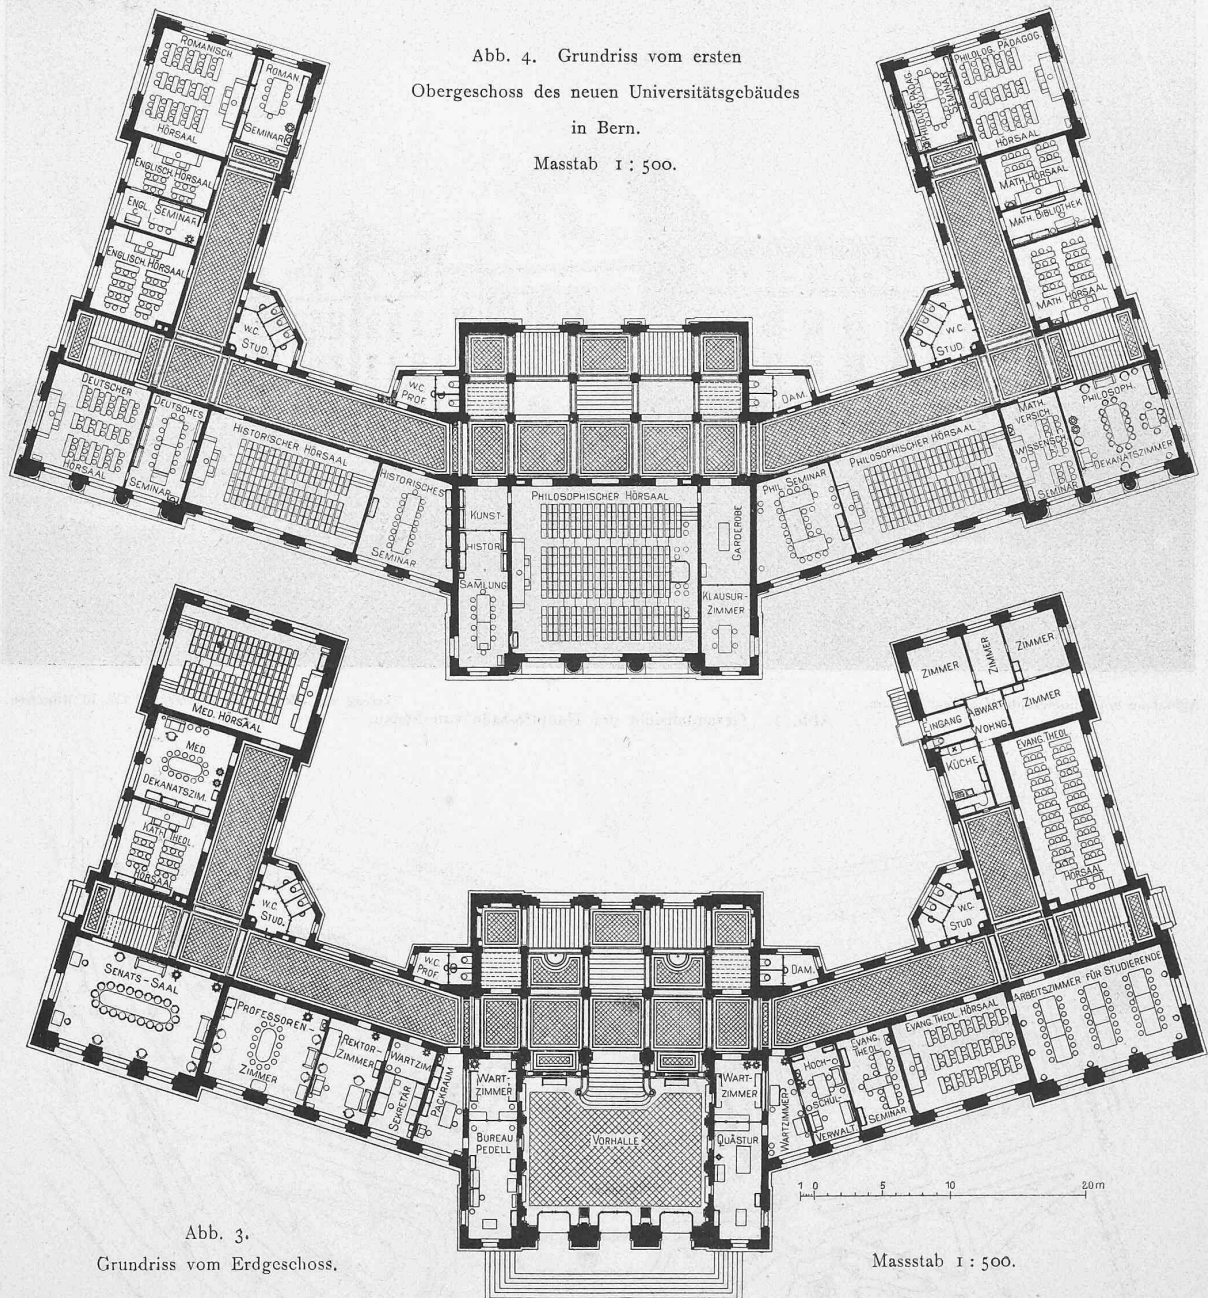 Abb. 4. Grundriss vom ersten
Obergeschoss des neuen Universitätsgebäudes
in Bern.
Masstab 1 : 500.
ROMANISCH.
HÖRSAAL
ROMAN
SEMINAR
ENGLISCH. HÖRSAAL
ENGL. SEMINAR
ENGLISCH. HÖRSAAL
W.C.
STUD.
DEUTSCHER
HÖRSAAL
DEUTSCHES
SEMINAR
HISTORISCHER HÖRSAAL
HISTORISCHES
SEMINAR
W.C.
PROF.
KUNST-
HISTOR.
SAMLUNG
PHILOSOPHISCHER HÖRSAAL
GARDEROBE
KLAUSUR-
ZIMMER
DAM.
PHIL. SEMINAR
PHILOSOPHISCHER HÖRSAAL
MATH.
VERSICH.
WISSENSCH.
SEMINAR
PHILOSOPH.
DEKANATSZIMMER
W.C.
STUD.
PHILOLOG. PÄDAG.
SEMINAR
PHILOLOG. PÄDAGOG.
HÖRSAAL
MATH. HÖRSAAL
MATH. BIBLIOTHEK
MATH. HÖRSAAL
MED. HÖRSAAL
MED.
DEKANATSZIM.
KATH. THEOL.
HÖRSAAL
W.C.
STUD.
SENATS-SAAL
PROFESSOREN-
ZIMMER
REKTOR-
ZIMMER
WARTZIM.
SEKRETÄR
PACKRAUM
W.C.
PROF.
WART-
ZIMMER
BUREAU
PEDELL
VORHALLE
WART-
ZIMMER
QUÄSTUR
DAM.
WARTZIMMER
HOCH-
SCHUL-
VERWALT.
EVANG.
THEOL.
SEMINAR
EVANG. THEOL. HÖRSAAL
ARBEITSZIMMER FÜR STUDIERENDE
W.C.
STUD.
ZIMMER
ZIMMER
ZIMMER
ZIMMER
EINGANG
ABWART
WOHNG.
KÜCHE
EVANG. THEOL.
HÖRSAAL
1 0 5 10 20 m
Abb. 3.
Grundriss vom Erdgeschoss.
Massstab 1 : 500.